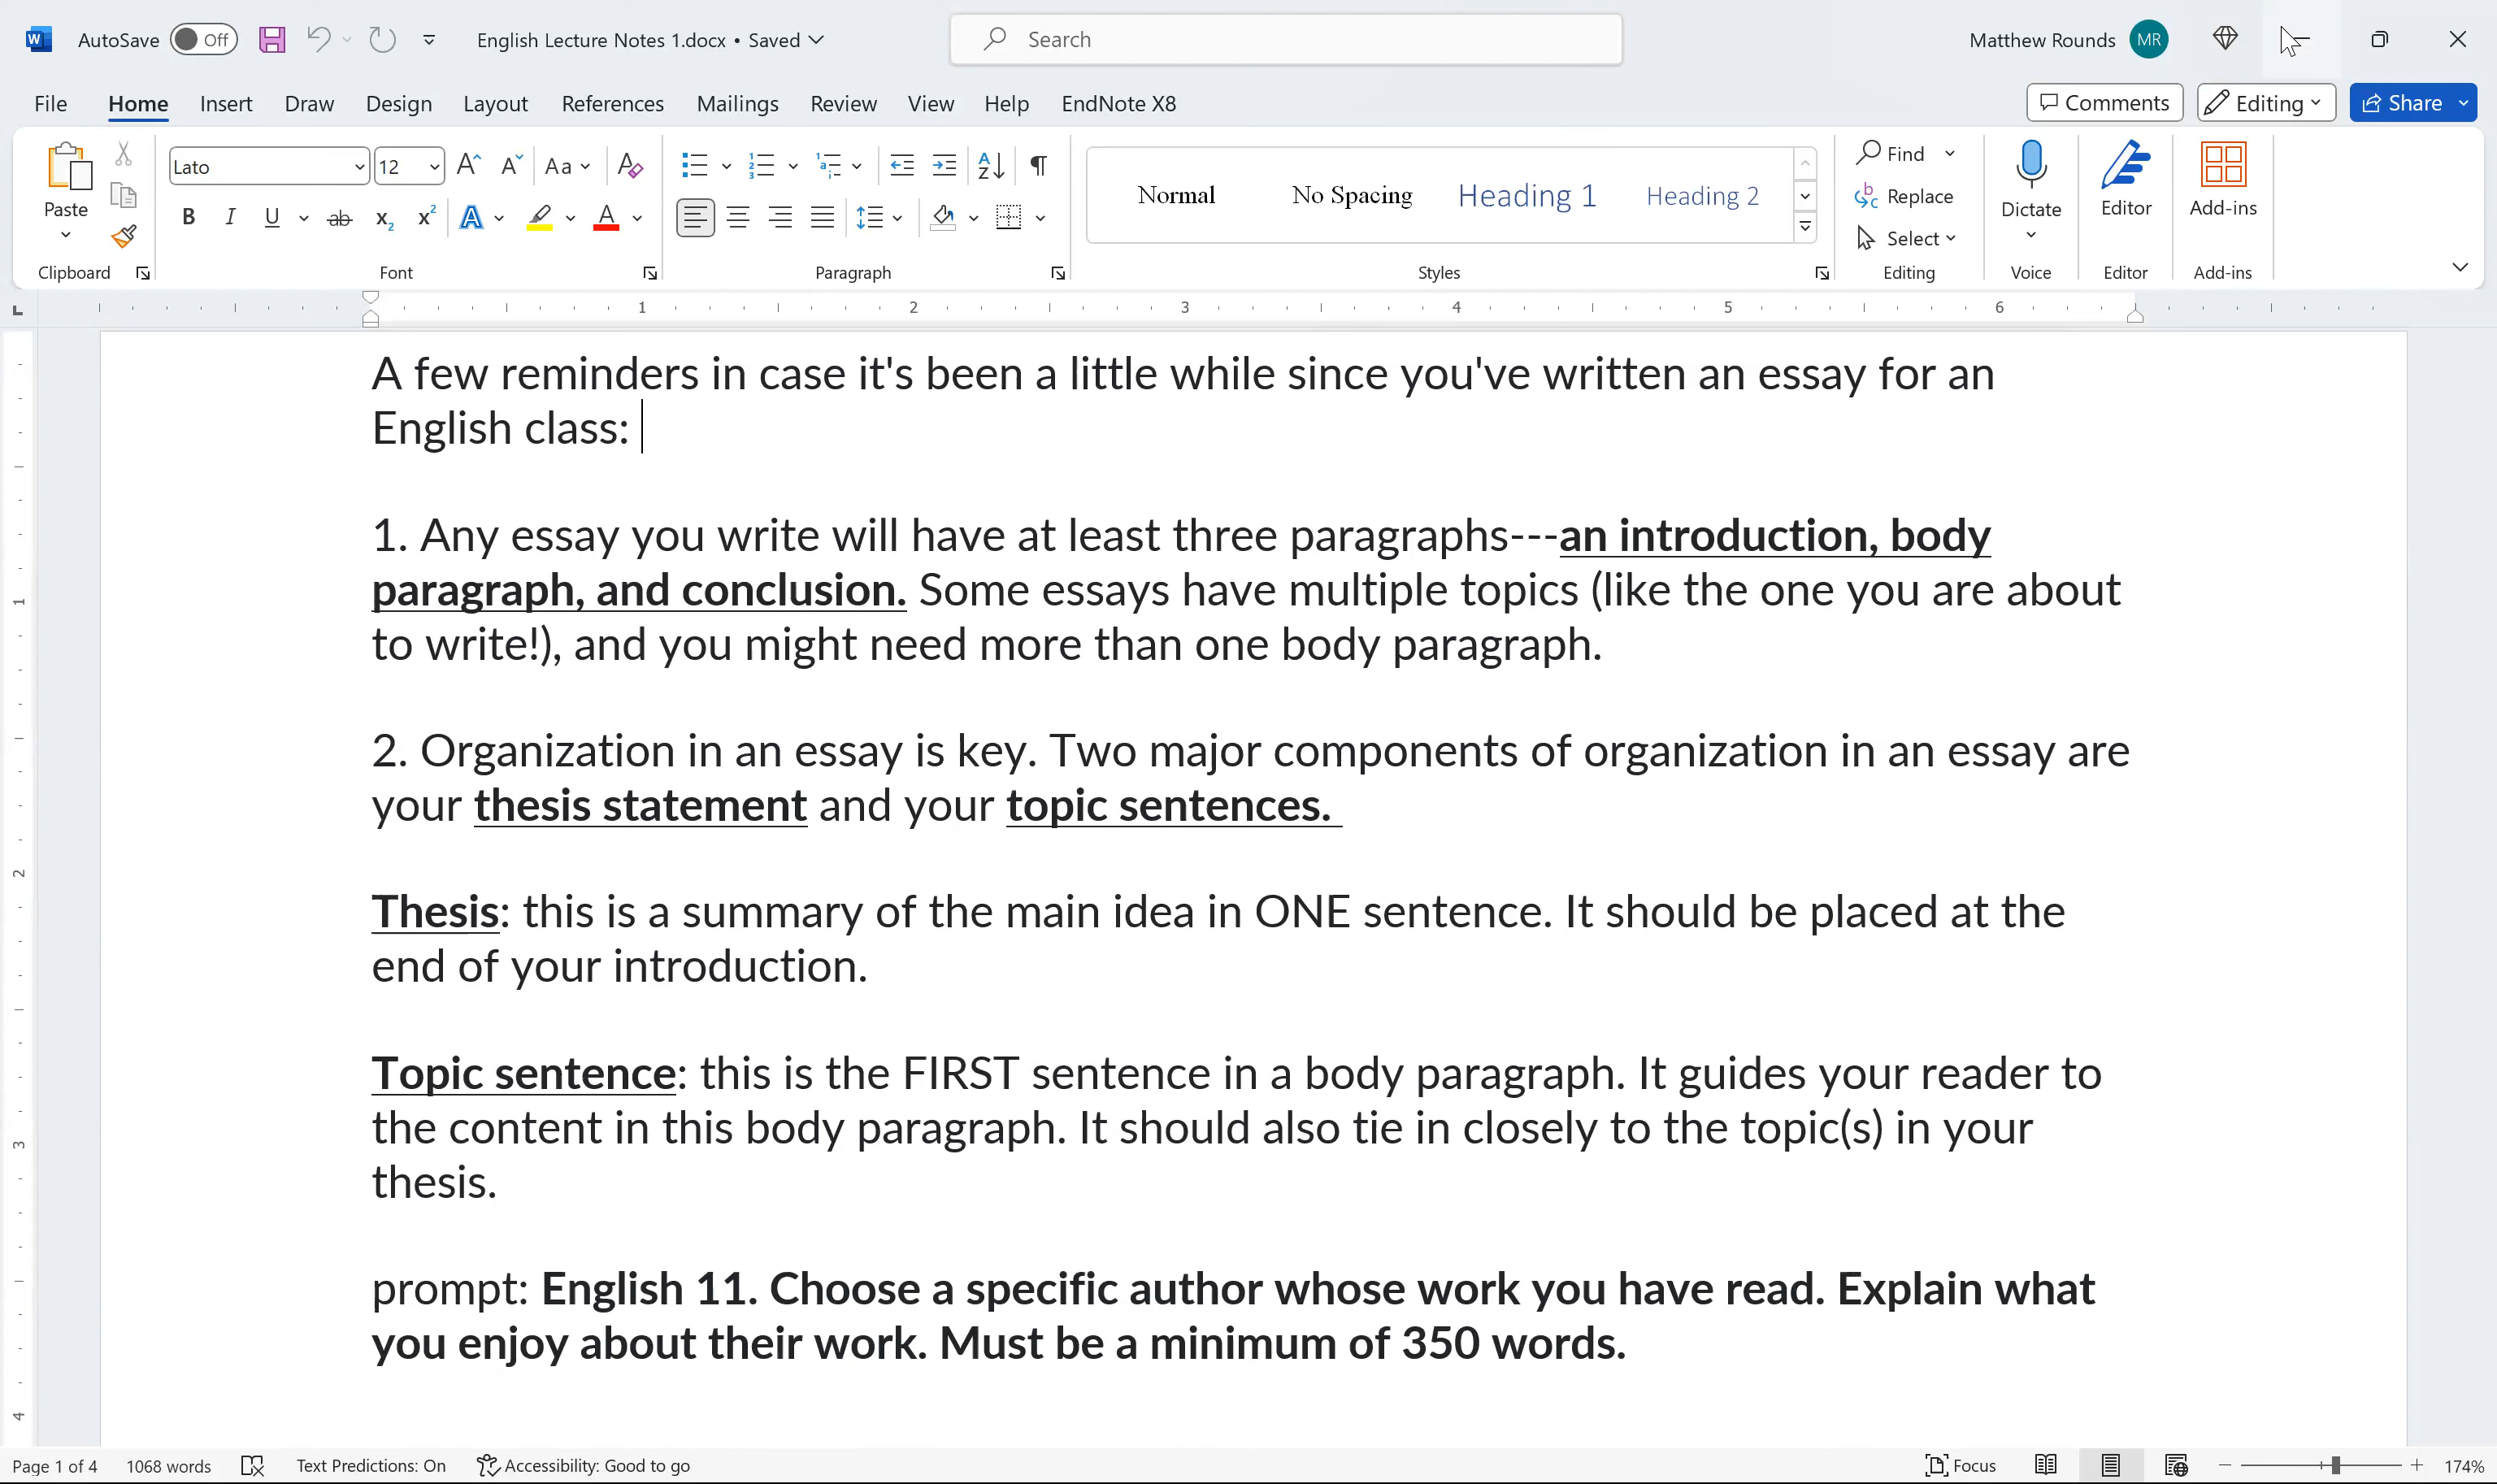 AutoSave Off English Lecture Notes 1.docx • Saved Search Matthew Rounds MR
File Home Insert Draw Design Layout References Mailings Review View Help EndNote X8 Comments Editing Share
Paste Lato 12 Aa Normal No Spacing Heading 1 Heading 2 Find Replace Select Dictate Editor Add-ins
Clipboard Font Paragraph Styles Editing Voice Editor Add-ins
1 2 3 4 5 6
A few reminders in case it's been a little while since you've written an essay for an
English class:
1. Any essay you write will have at least three paragraphs---an introduction, body
paragraph, and conclusion. Some essays have multiple topics (like the one you are about
to write!), and you might need more than one body paragraph.
2. Organization in an essay is key. Two major components of organization in an essay are
your thesis statement and your topic sentences.
Thesis: this is a summary of the main idea in ONE sentence. It should be placed at the
end of your introduction.
Topic sentence: this is the FIRST sentence in a body paragraph. It guides your reader to
the content in this body paragraph. It should also tie in closely to the topic(s) in your
thesis.
prompt: English 11. Choose a specific author whose work you have read. Explain what
you enjoy about their work. Must be a minimum of 350 words.
1
2
3
4
Page 1 of 4 1068 words Text Predictions: On Accessibility: Good to go Focus 174%